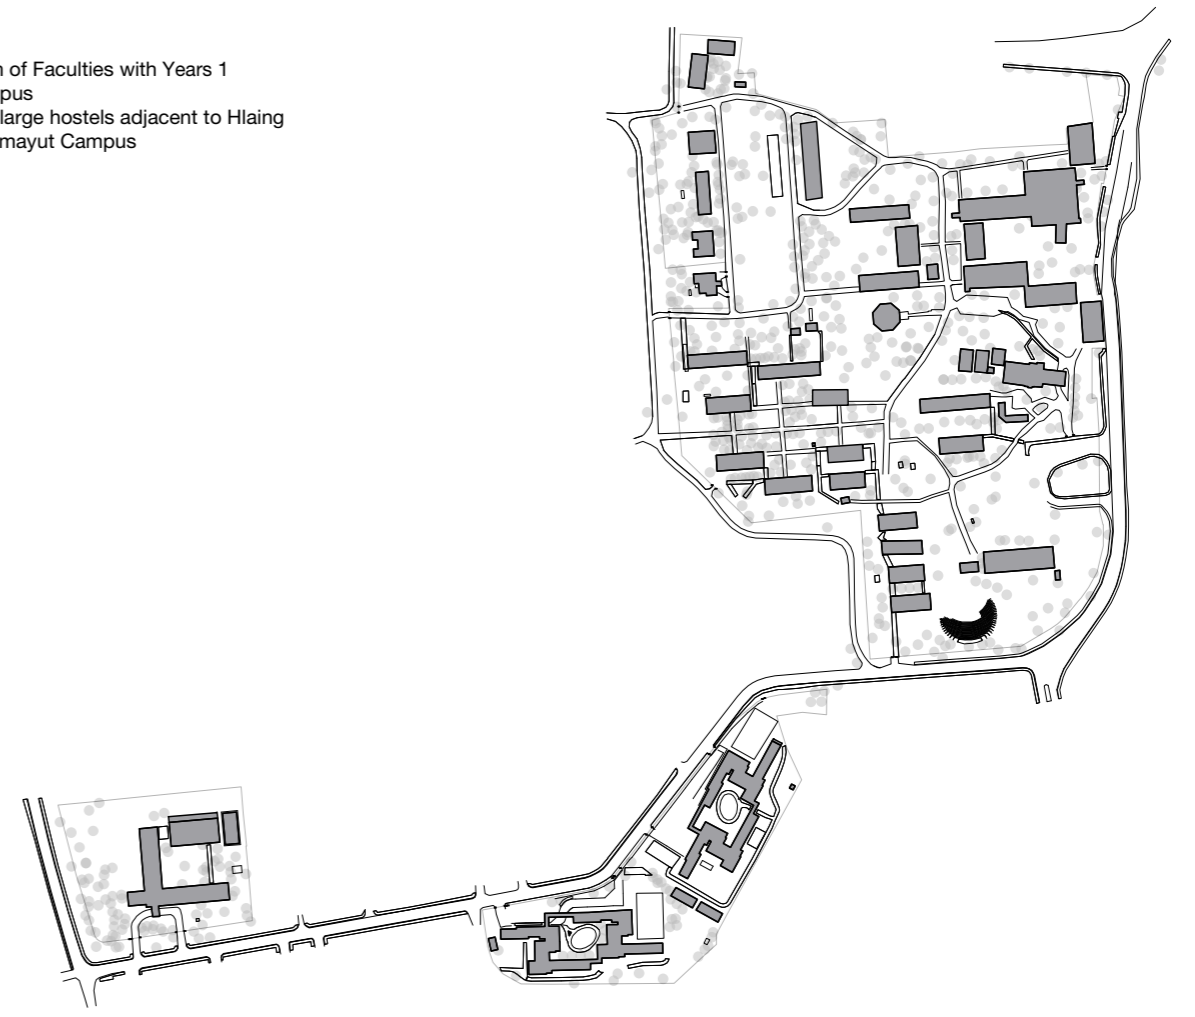 n of Faculties with Years 1
pus
large hostels adjacent to Hlaing
mayut Campus